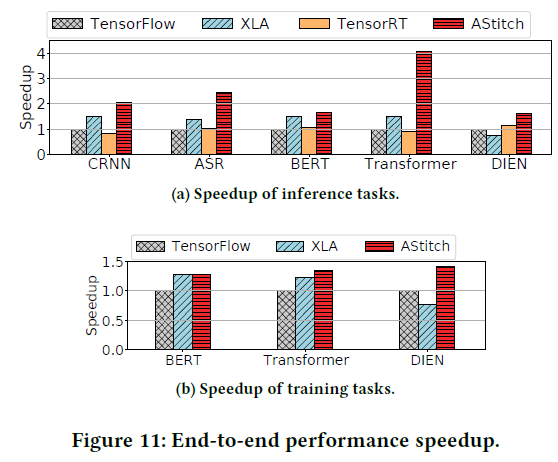 TensorFlow XLA TensorRT AStitch
Speedup
4
3
2
1
0
CRNN ASR BERT Transformer DIEN
(a) Speedup of inference tasks.
TensorFlow XLA AStitch
Speedup
1.5
1.0
0.5
0.0
BERT Transformer DIEN
(b) Speedup of training tasks.
Figure 11: End-to-end performance speedup.